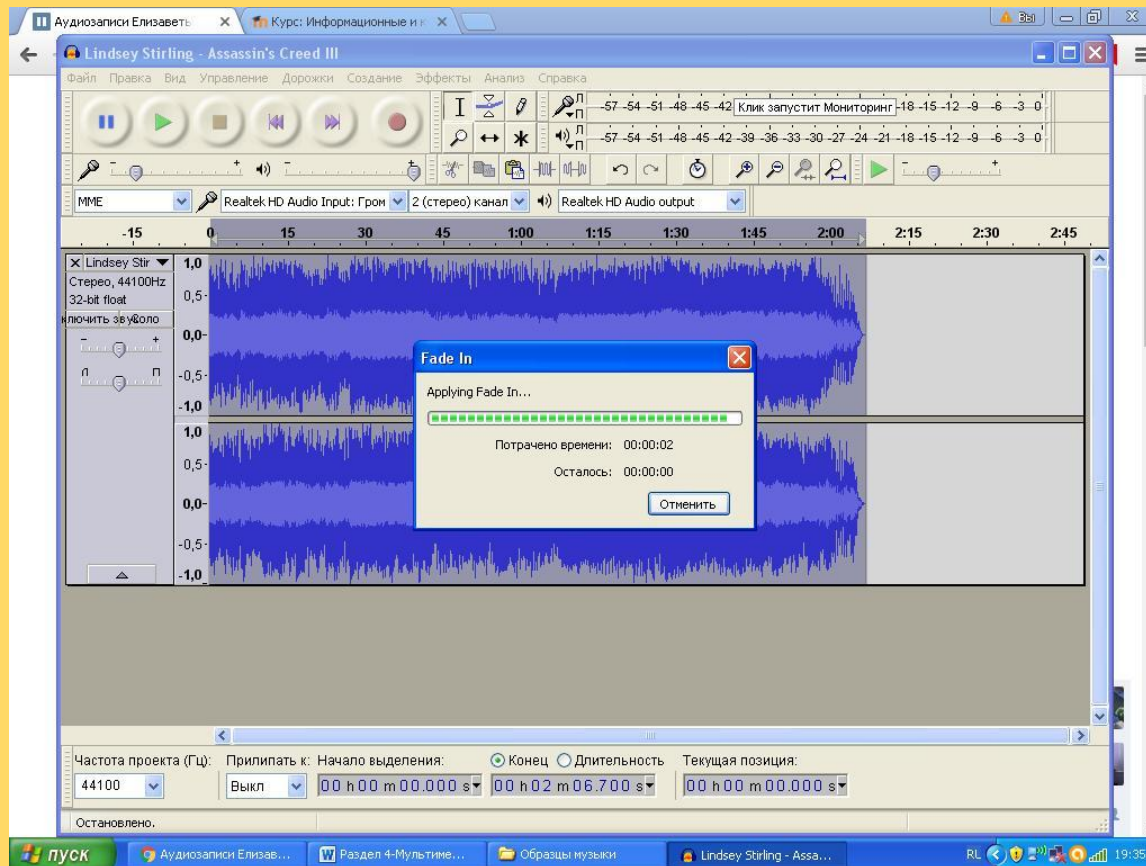 Аудиозаписи Елизаветы
Курс: Информационные и к
Вы
Lindsey Stirling - Assassin's Creed III
Файл Правка Вид Управление Дорожки Создание Эффекты Анализ Справка
-57 -54 -51 -48 -45 -42 Клик запустит Мониторинг -18 -15 -12 -9 -6 -3 0
-57 -54 -51 -48 -45 -42 -39 -36 -33 -30 -27 -24 -21 -18 -15 -12 -9 -6 -3 0
MME Realtek HD Audio Input: Гром 2 (стерео) канал Realtek HD Audio output
-15 0 15 30 45 1:00 1:15 1:30 1:45 2:00 2:15 2:30 2:45
Lindsey Stir
Стерео, 44100Hz
32-bit float
1,0
0,5
0,0
-0,5
-1,0
Л П
1,0
0,5
0,0
-0,5
-1,0
Fade In
Applying Fade In...
Потрачено времени: 00:00:02
Осталось: 00:00:00
Отменить
Частота проекта (Гц): Прилипать к: Начало выделения: Конец Длительность Текущая позиция:
44100 Выкл 00 h 00 m 00.000 s 00 h 02 m 06.700 s 00 h 00 m 00.000 s
Остановлено.
пуск Аудиозаписи Елизав... Раздел 4-Мультиме... Образцы музыки Lindsey Stirling - Assa... RL 19:35